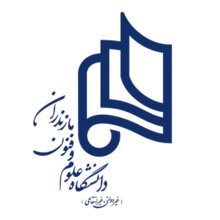 دانشگاه علوم
و فنون
مازندران
(غیردولتی، غیرانتفاعی)